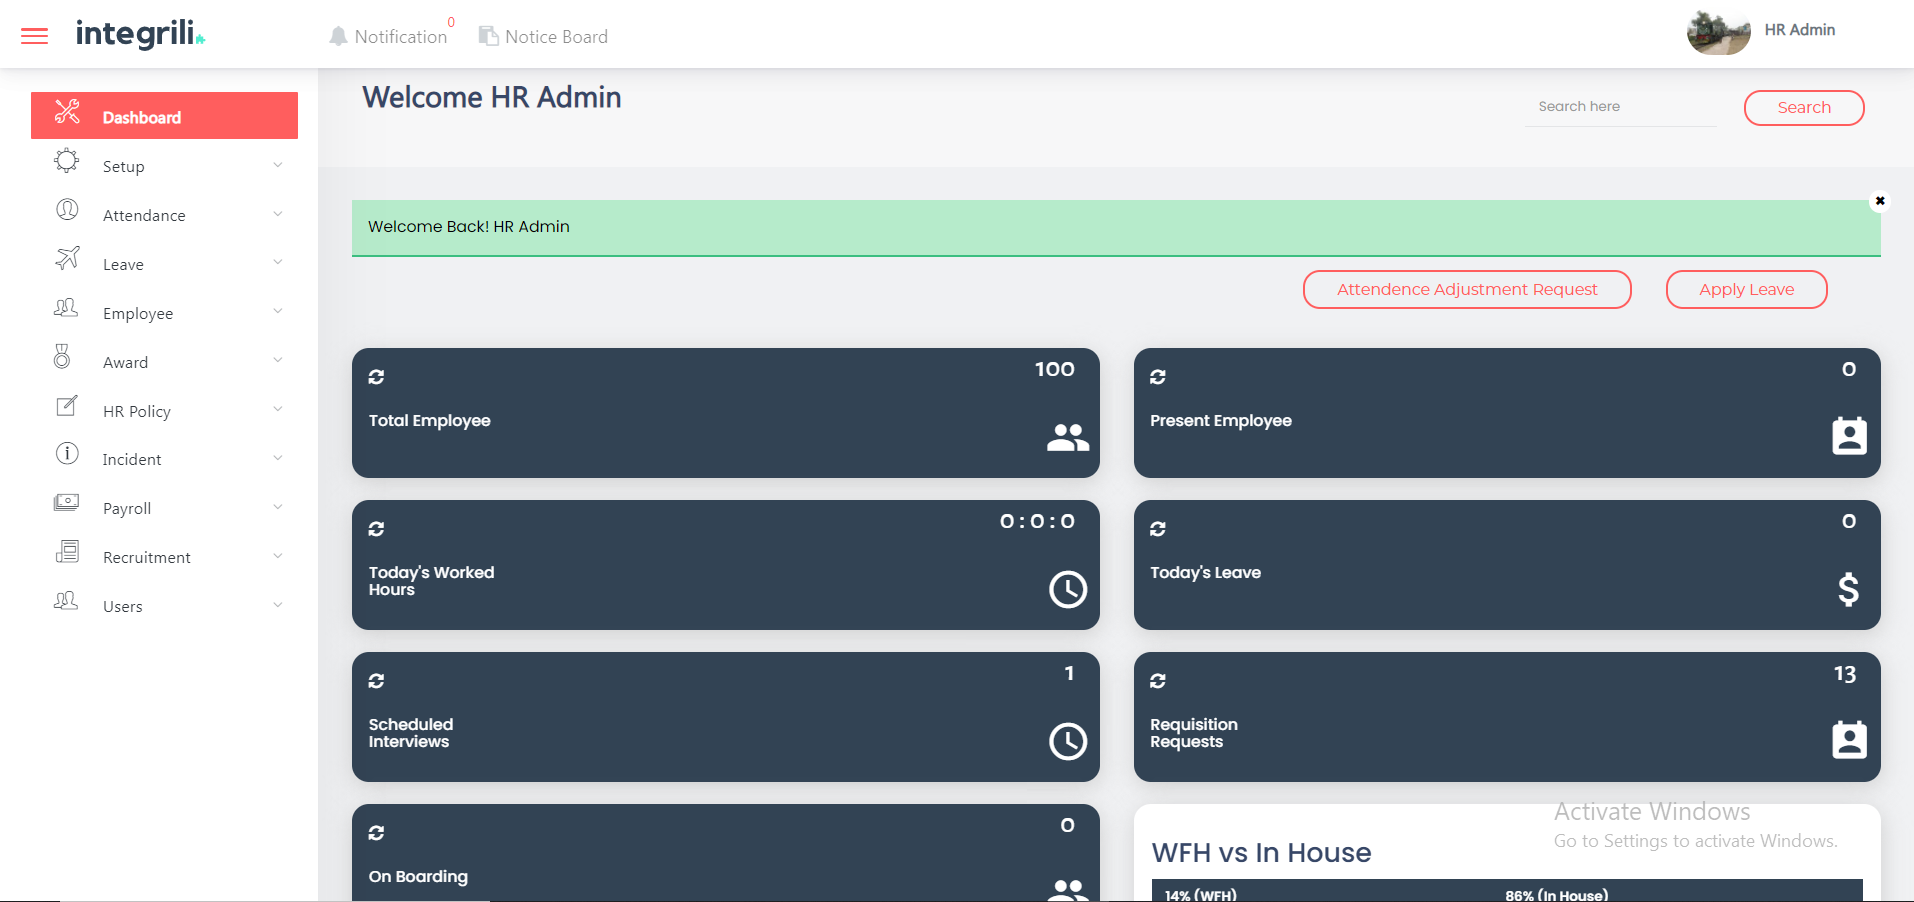 integrili
Notification 0
Notice Board
HR Admin
Dashboard
Setup
Attendance
Leave
Employee
Award
HR Policy
Incident
Payroll
Recruitment
Users
Welcome HR Admin
Search here
Search
Welcome Back! HR Admin
Attendence Adjustment Request
Apply Leave
100
Total Employee
0
Present Employee
0 : 0 : 0
Today's Worked
Hours
0
Today's Leave
1
Scheduled
Interviews
13
Requisition
Requests
0
On Boarding
WFH vs In House
14% (WFH)
86% (In House)
Activate Windows
Go to Settings to activate Windows.